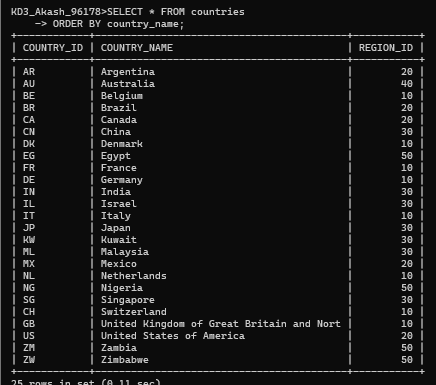 KD3_Akash_96178>SELECT * FROM countries
-> ORDER BY country_name;
+------------+------------------------------------------+-----------+
| COUNTRY_ID | COUNTRY_NAME | REGION_ID |
+------------+------------------------------------------+-----------+
| AR | Argentina | 20 |
| AU | Australia | 40 |
| BE | Belgium | 10 |
| BR | Brazil | 20 |
| CA | Canada | 20 |
| CN | China | 30 |
| DK | Denmark | 10 |
| EG | Egypt | 50 |
| FR | France | 10 |
| DE | Germany | 10 |
| IN | India | 30 |
| IL | Israel | 30 |
| IT | Italy | 10 |
| JP | Japan | 30 |
| KW | Kuwait | 30 |
| ML | Malaysia | 30 |
| MX | Mexico | 20 |
| NL | Netherlands | 10 |
| NG | Nigeria | 50 |
| SG | Singapore | 30 |
| CH | Switzerland | 10 |
| GB | United Kingdom of Great Britain and Nort | 10 |
| US | United States of America | 20 |
| ZM | Zambia | 50 |
| ZW | Zimbabwe | 50 |
+------------+------------------------------------------+-----------+
25 rows in set (0.11 sec)